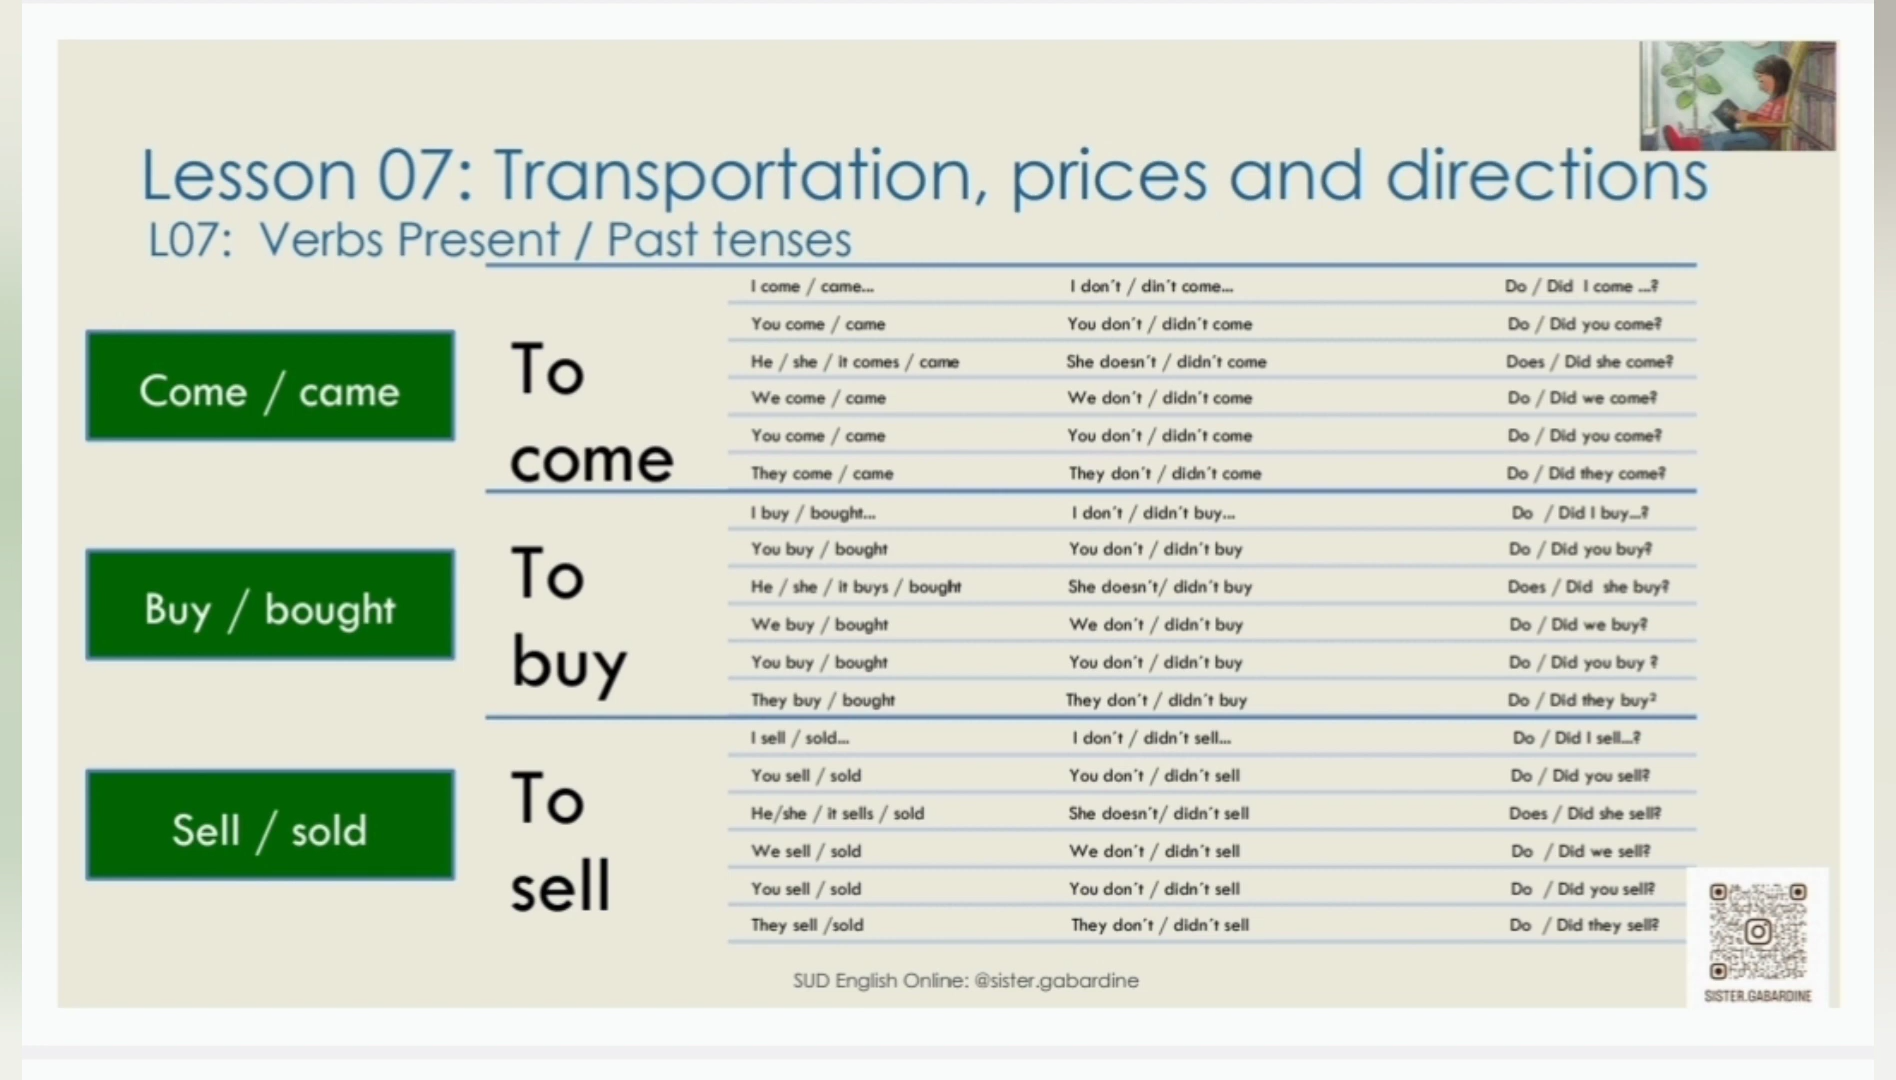 Lesson 07: Transportation, prices and directions
L07:  Verbs Present / Past tenses
Come / came
To come
I come / came... I don´t / din´t come... Do / Did  I come ...?
You come / came You don´t / didn´t come Do / Did you come?
He / she / it comes / came She doesn´t / didn´t come Does / Did she come?
We come / came We don´t / didn´t come Do / Did we come?
You come / came You don´t / didn´t come Do / Did you come?
They come / came They don´t / didn´t come Do / Did they come?
Buy / bought
To buy
I buy / bought... I don´t / didn´t buy... Do  / Did I buy...?
You buy / bought You don´t / didn´t buy Do / Did you buy?
He / she / it buys / bought She doesn´t/ didn´t buy Does / Did  she buy?
We buy / bought We don´t / didn´t buy Do / Did we buy?
You buy / bought You don´t / didn´t buy Do / Did you buy ?
They buy / bought They don´t / didn´t buy Do / Did they buy²
Sell / sold
To sell
I sell / sold... I don´t / didn´t sell... Do / Did I sell...?
You sell / sold You don´t / didn´t sell Do / Did you sell?
He/she / it sells / sold She doesn´t/ didn´t sell Does / Did she sell?
We sell / sold We don´t / didn´t sell Do  / Did we sell?
You sell / sold You don´t / didn´t sell Do  / Did you sell?
They sell /sold They don´t / didn´t sell Do  / Did they sell?
SUD English Online: @sister.gabardine
SISTER.GABARDINE